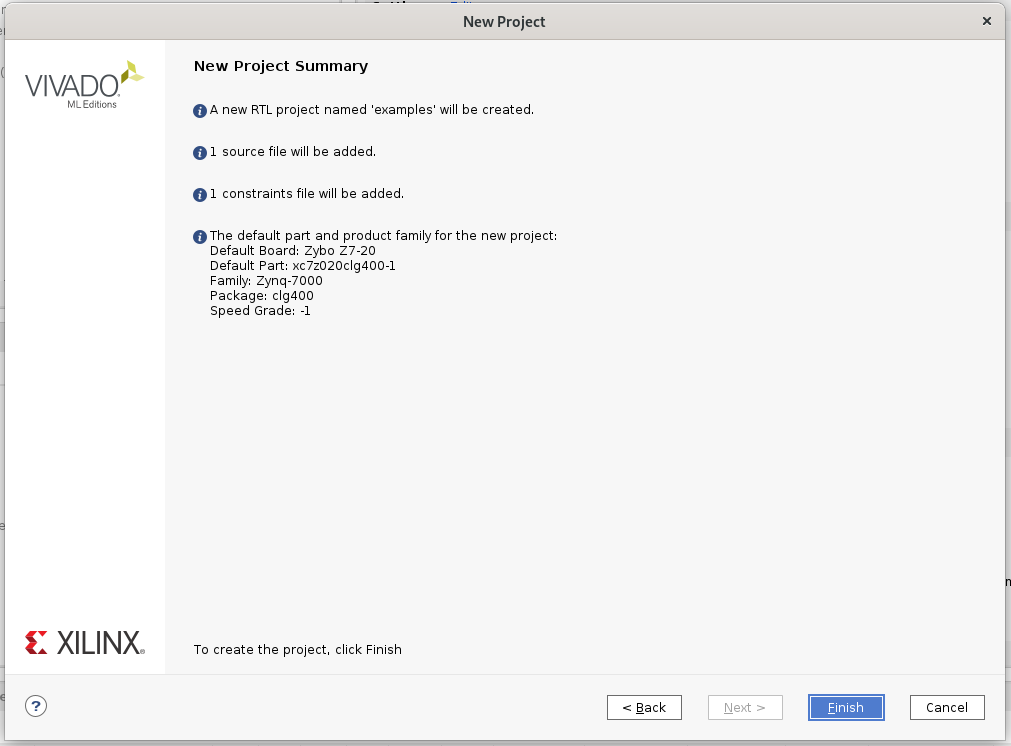 New Project
×
VIVADO
ML Editions
New Project Summary
A new RTL project named 'examples' will be created.
1 source file will be added.
1 constraints file will be added.
The default part and product family for the new project:
Default Board: Zybo Z7-20
Default Part: xc7z020clg400-1
Family: Zynq-7000
Package: clg400
Speed Grade: -1
XILINX
To create the project, click Finish
?
< Back
Next >
Finish
Cancel